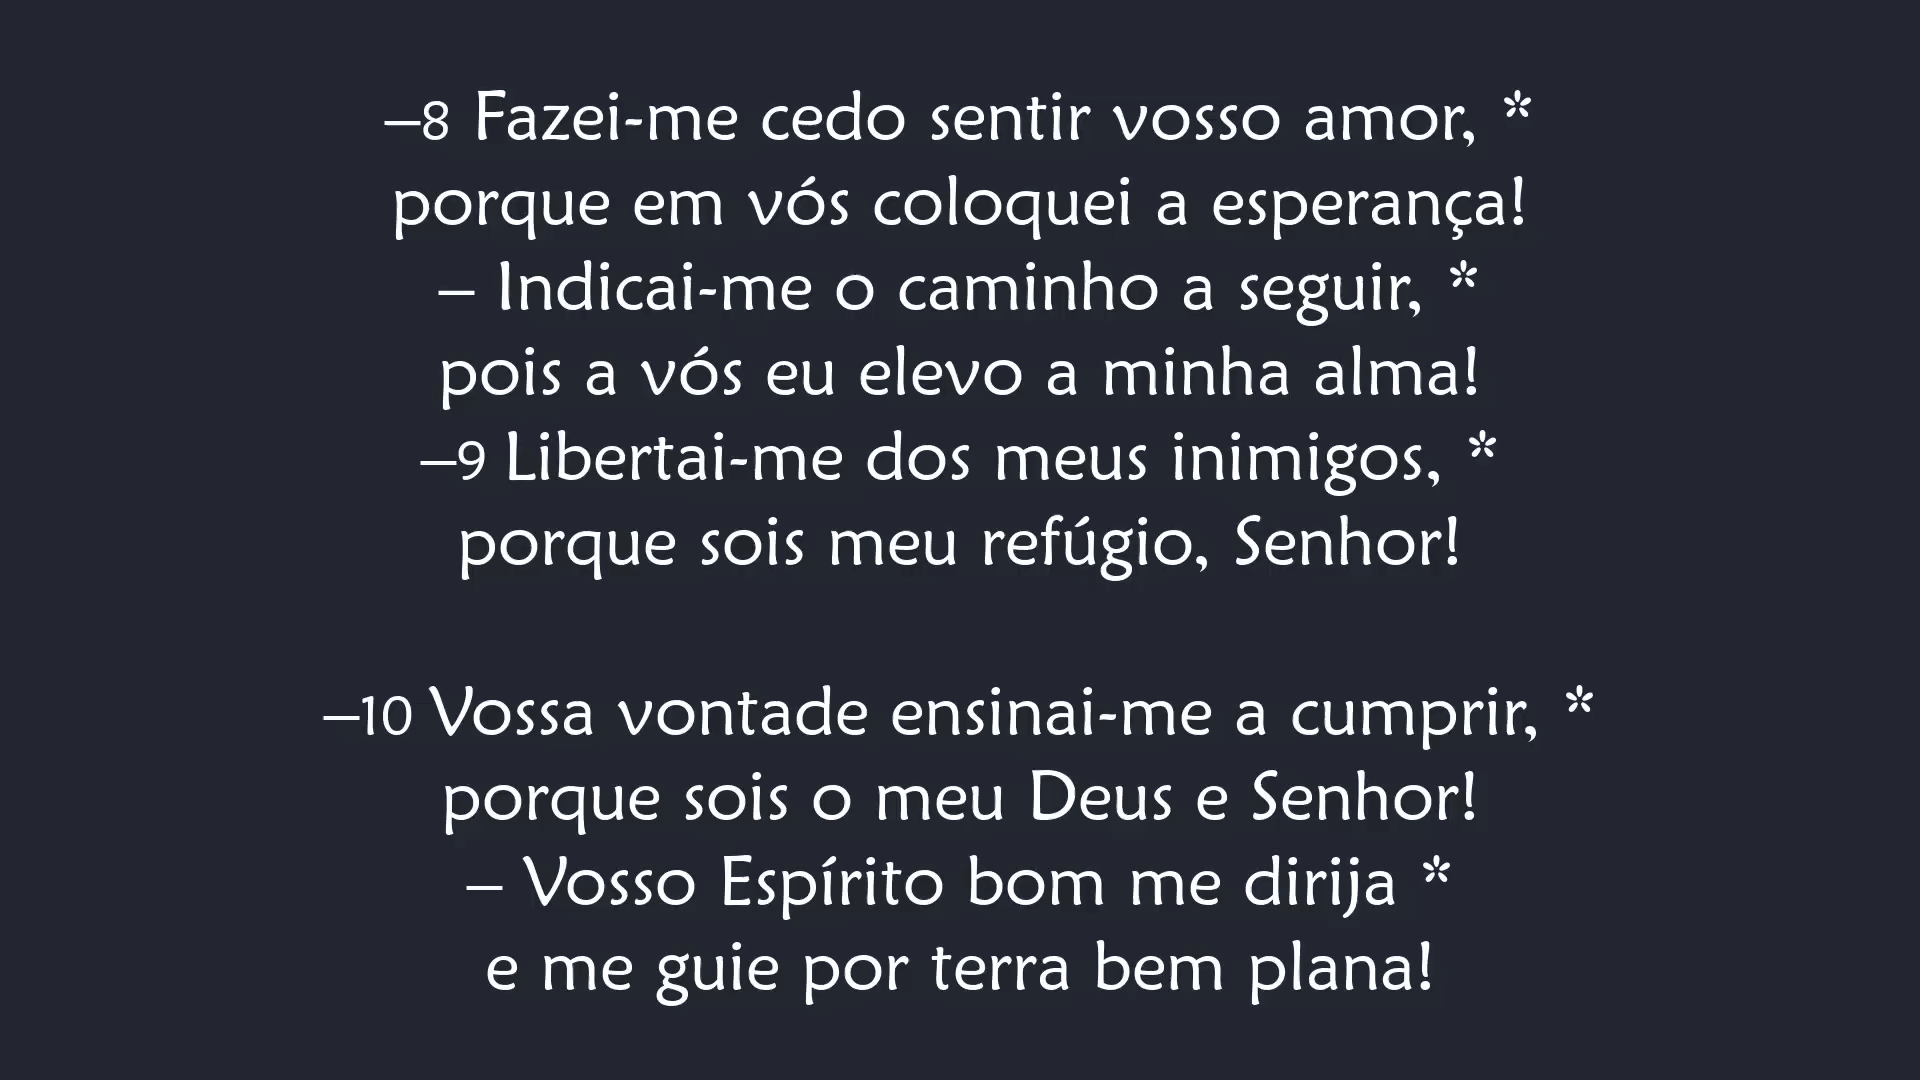 –8 Fazei-me cedo sentir vosso amor, *
porque em vós coloquei a esperança!
– Indicai-me o caminho a seguir, *
pois a vós eu elevo a minha alma!
–9 Libertai-me dos meus inimigos, *
porque sois meu refúgio, Senhor!
–10 Vossa vontade ensinai-me a cumprir, *
porque sois o meu Deus e Senhor!
– Vosso Espírito bom me dirija *
e me guie por terra bem plana!